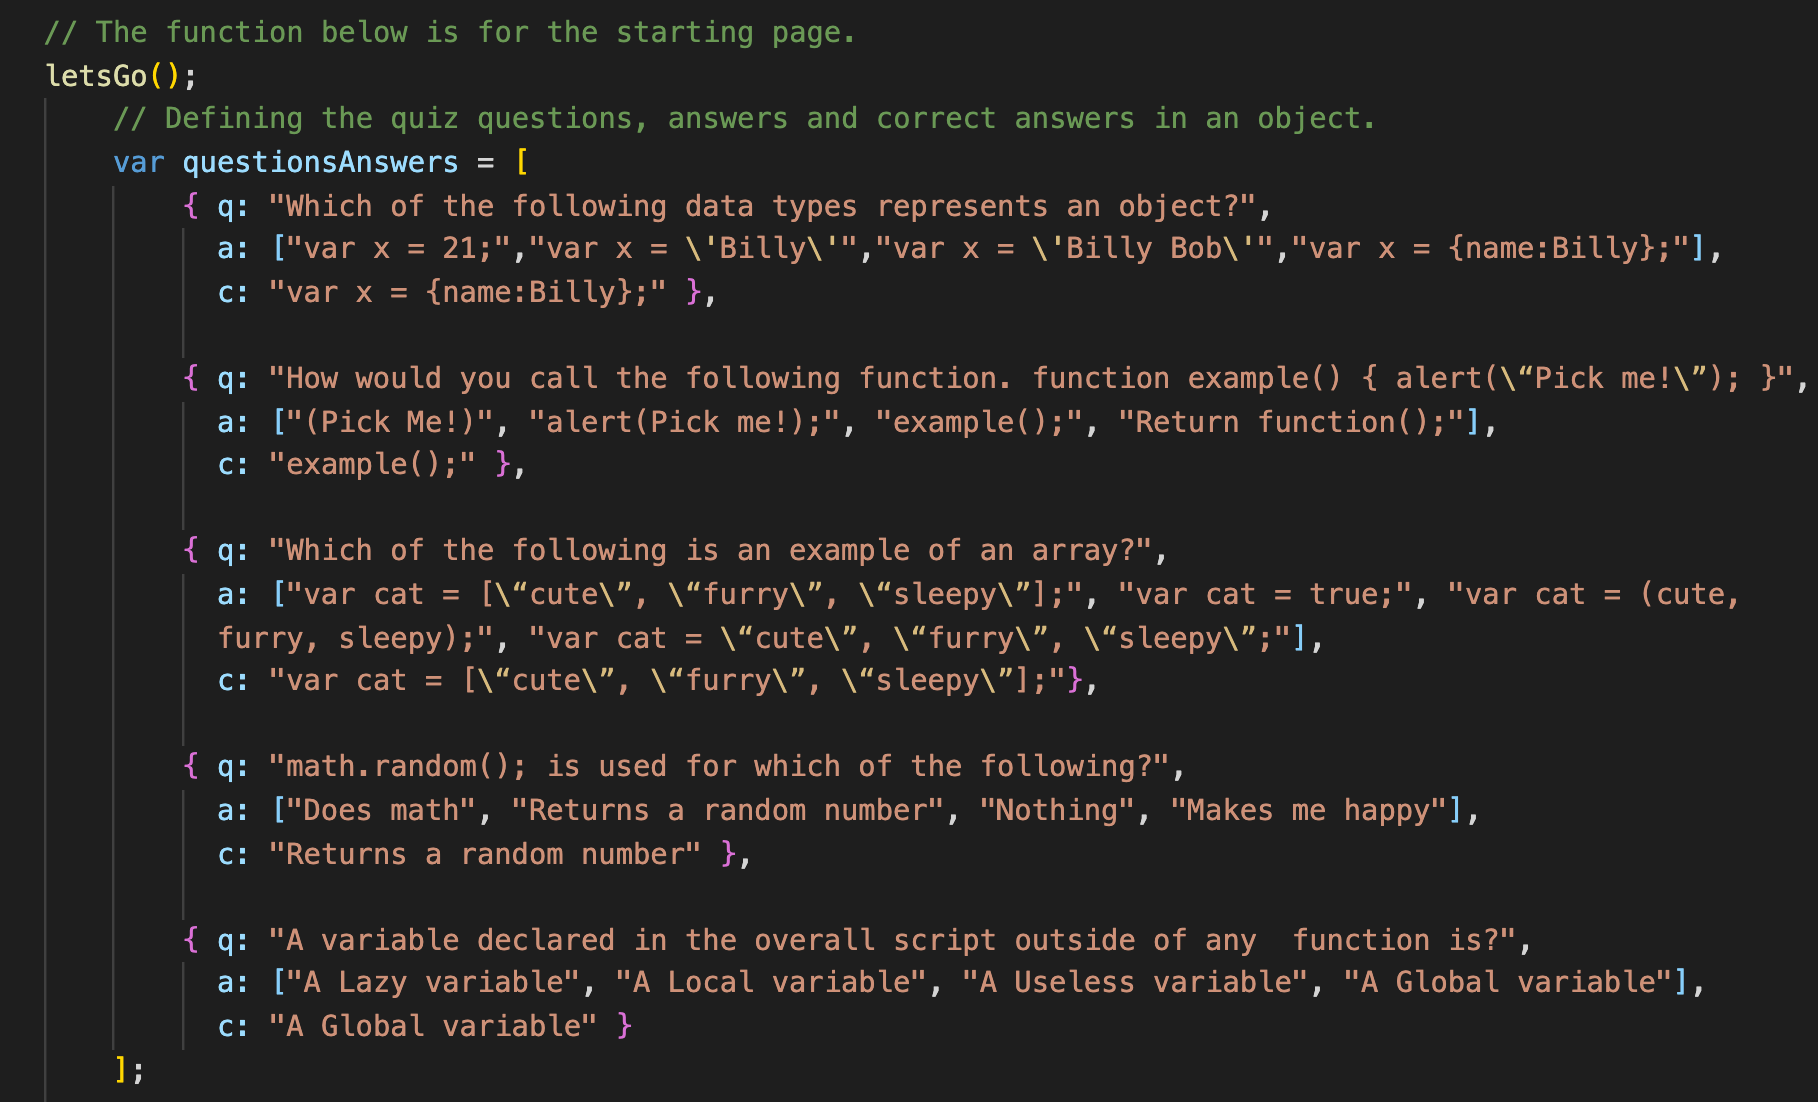 // The function below is for the starting page.
letsGo();
// Defining the quiz questions, answers and correct answers in an object.
var questionsAnswers = [
{ q: "Which of the following data types represents an object?",
a: ["var x = 21;","var x = \'Billy\'","var x = \'Billy Bob\'","var x = {name:Billy};"],
c: "var x = {name:Billy};" },
{ q: "How would you call the following function. function example() { alert(\“Pick me!\”); }",
a: ["(Pick Me!)", "alert(Pick me!);", "example();", "Return function();"],
c: "example();" },
{ q: "Which of the following is an example of an array?",
a: ["var cat = [\“cute\”, \“furry\”, \“sleepy\”];", "var cat = true;", "var cat = (cute,
furry, sleepy);", "var cat = \“cute\”, \“furry\”, \“sleepy\”;"],
c: "var cat = [\“cute\”, \“furry\”, \“sleepy\”];"},
{ q: "math.random(); is used for which of the following?",
a: ["Does math", "Returns a random number", "Nothing", "Makes me happy"],
c: "Returns a random number" },
{ q: "A variable declared in the overall script outside of any  function is?",
a: ["A Lazy variable", "A Local variable", "A Useless variable", "A Global variable"],
c: "A Global variable" }
];